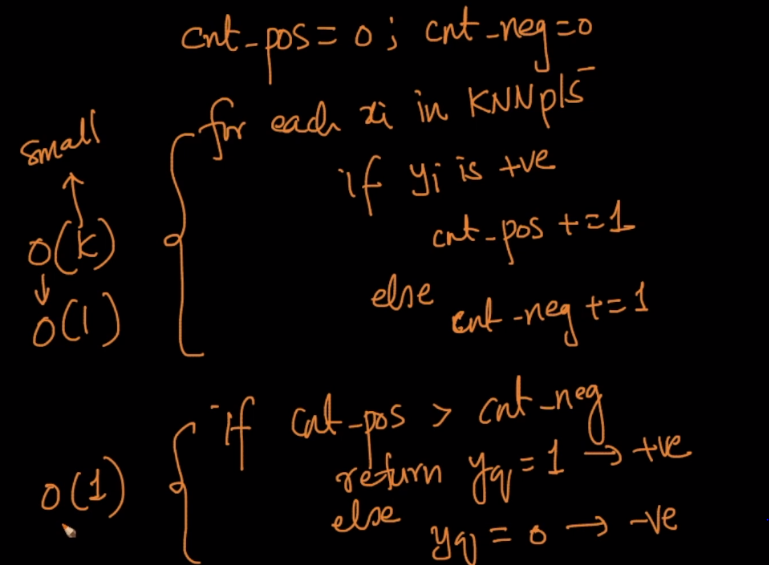 cnt-pos = 0; cnt-neg = 0
for each xi in KNNpts
small
if yi is +ve
O(K)
cnt-pos += 1
O(1)
else
cnt-neg += 1
if cnt-pos > cnt-neg
return yq = 1 → +ve
O(1)
else
yq = 0 → -ve